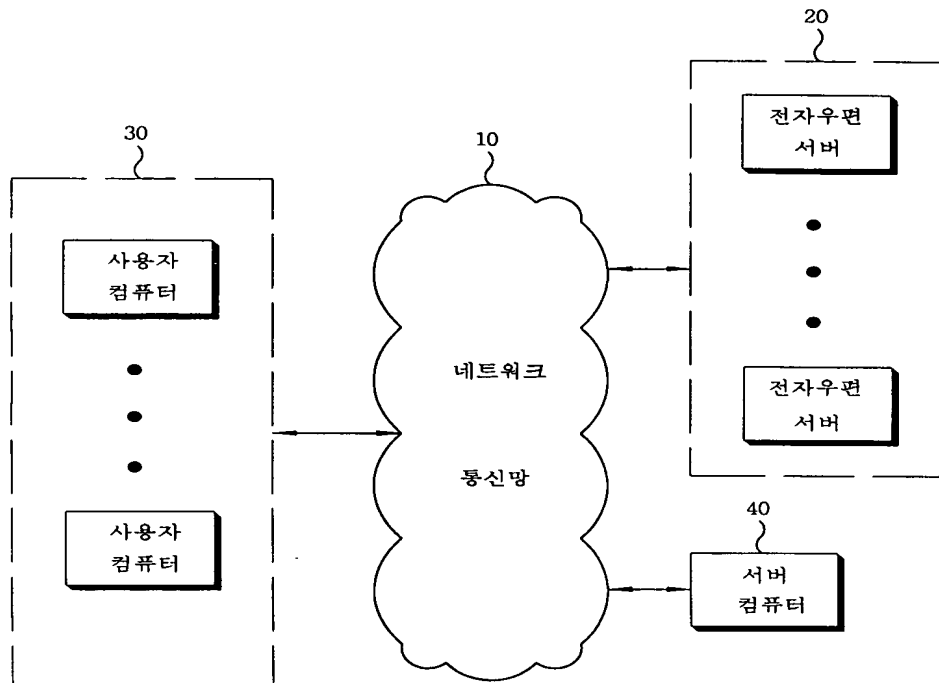 20
전자우편
서버
전자우편
서버
30
사용자
컴퓨터
사용자
컴퓨터
10
네트워크
통신망
40
서버
컴퓨터